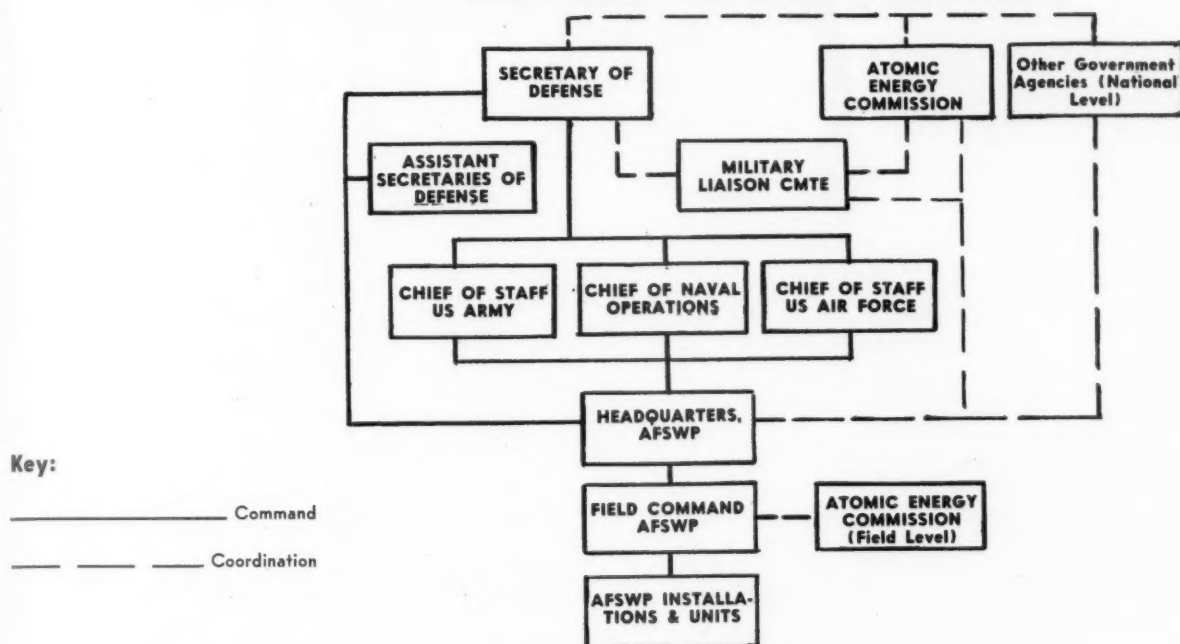 SECRETARY OF
DEFENSE
ATOMIC
ENERGY
COMMISSION
Other Government
Agencies (National
Level)
ASSISTANT
SECRETARIES OF
DEFENSE
MILITARY
LIAISON CMTE
CHIEF OF STAFF
US ARMY
CHIEF OF NAVAL
OPERATIONS
CHIEF OF STAFF
US AIR FORCE
HEADQUARTERS,
AFSWP
Key:
Command
Coordination
FIELD COMMAND
AFSWP
ATOMIC ENERGY
COMMISSION
(Field Level)
AFSWP INSTALLA-
TIONS & UNITS